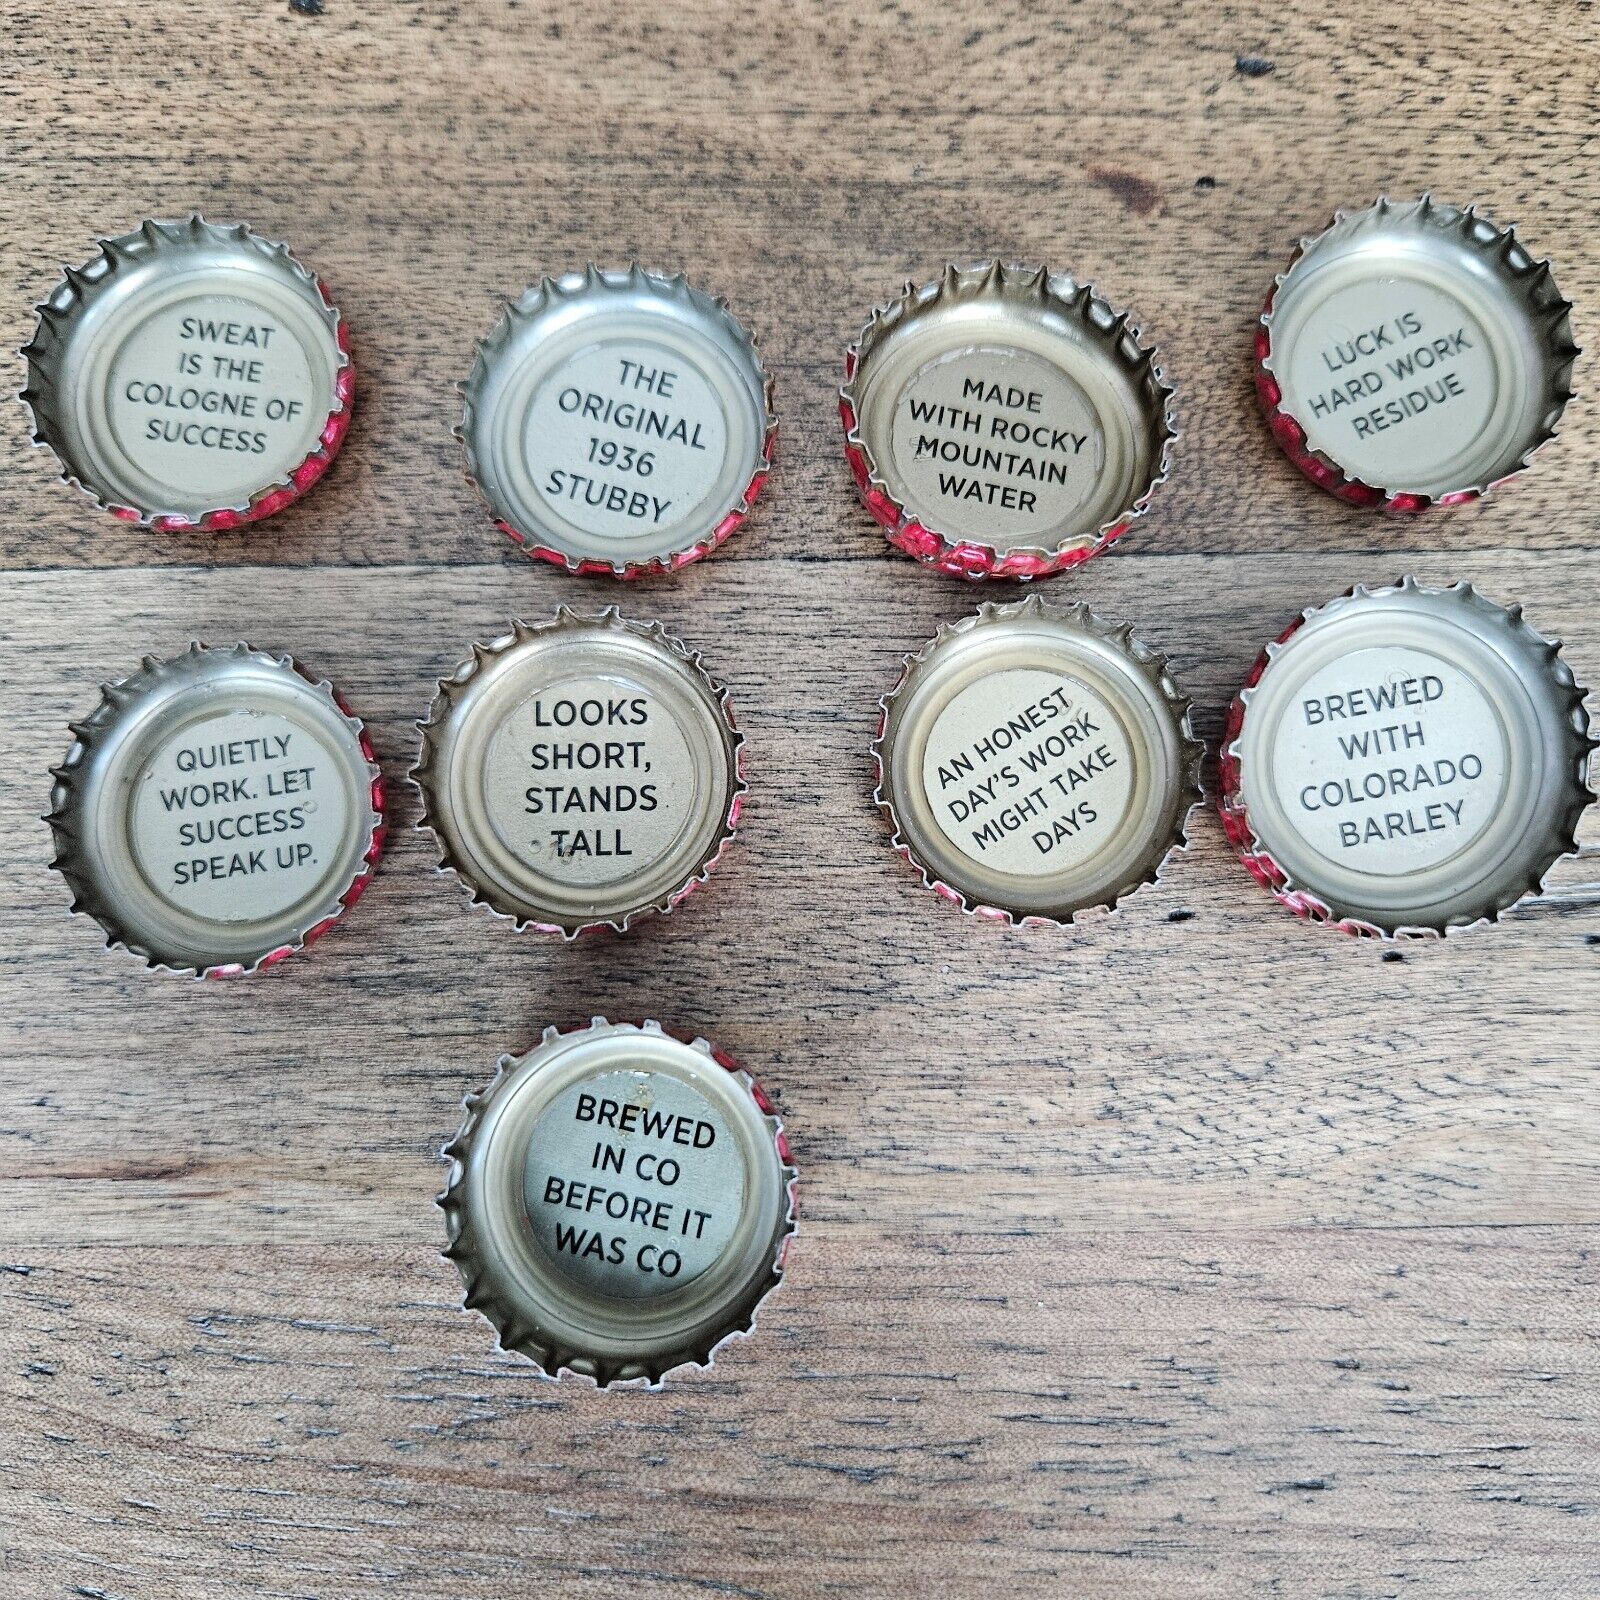 SWEAT
IS THE
COLOGNE OF
SUCCESS
THE
ORIGINAL
1936
STUBBY
MADE
WITH ROCKY
MOUNTAIN
WATER
LUCK IS
HARD WORK
RESIDUE
QUIETLY
WORK. LET
SUCCESS
SPEAK UP.
LOOKS
SHORT,
STANDS
TALL
AN HONEST
DAY'S WORK
MIGHT TAKE
DAYS
BREWED
WITH
COLORADO
BARLEY
BREWED
IN CO
BEFORE IT
WAS CO